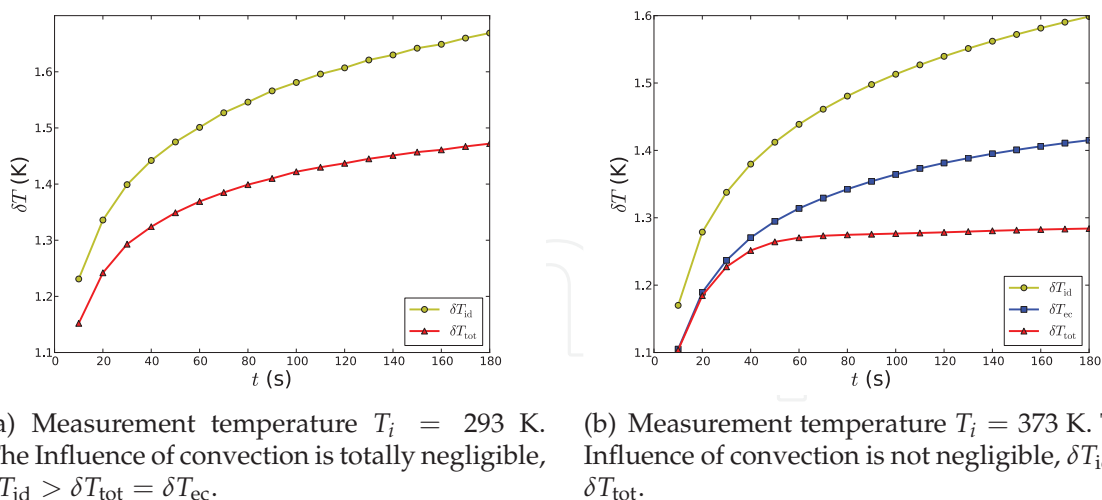 1.6
1.5
1.4
1.3
1.2
1.1
0 20 40 60 80 100 120 140 160 180
t (s)
δT (K)
δT_id
δT_tot
1.6
1.5
1.4
1.3
1.2
1.1
0 20 40 60 80 100 120 140 160 180
t (s)
δT (K)
δT_id
δT_ec
δT_tot
a) Measurement temperature T_i = 293 K.
The Influence of convection is totally negligible,
T_id > δT_tot = δT_ec.
(b) Measurement temperature T_i = 373 K.
Influence of convection is not negligible, δT_id
δT_tot.